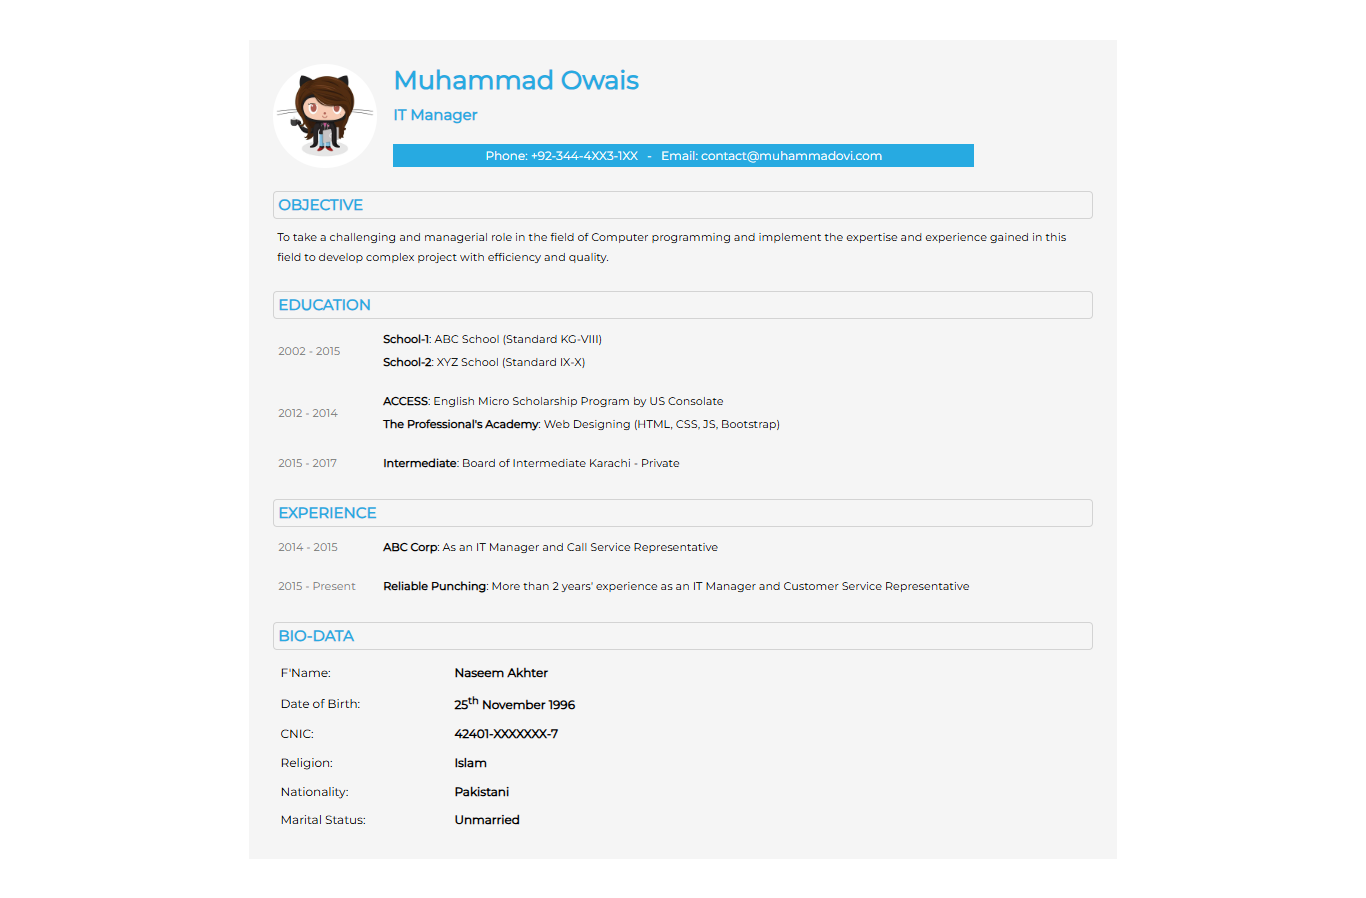 Muhammad Owais
IT Manager
Phone: +92-344-4XX3-1XX - Email: contact@muhammadovi.com
OBJECTIVE
To take a challenging and managerial role in the field of Computer programming and implement the expertise and experience gained in this
field to develop complex project with efficiency and quality.
EDUCATION
2002 - 2015
School-1: ABC School (Standard KG-VIII)
School-2: XYZ School (Standard IX-X)
2012 - 2014
ACCESS: English Micro Scholarship Program by US Consolate
The Professional's Academy: Web Designing (HTML, CSS, JS, Bootstrap)
2015 - 2017 Intermediate: Board of Intermediate Karachi - Private
EXPERIENCE
2014 - 2015 ABC Corp: As an IT Manager and Call Service Representative
2015 - Present Reliable Punching: More than 2 years' experience as an IT Manager and Customer Service Representative
BIO-DATA
F'Name: Naseem Akhter
Date of Birth: 25th November 1996
CNIC: 42401-XXXXXXX-7
Religion: Islam
Nationality: Pakistani
Marital Status: Unmarried